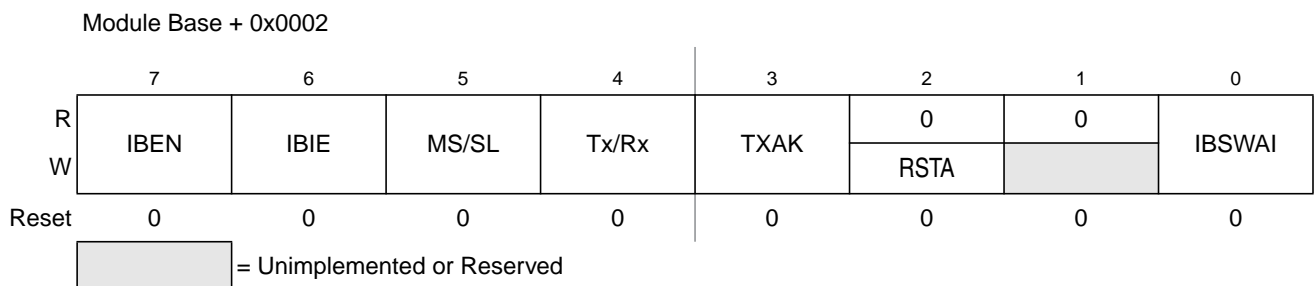 Module Base + 0x0002
7 6 5 4 3 2 1 0
R IBEN IBIE MS/SL Tx/Rx TXAK 0 0 IBSWAI
W RSTA
Reset 0 0 0 0 0 0 0 0
= Unimplemented or Reserved